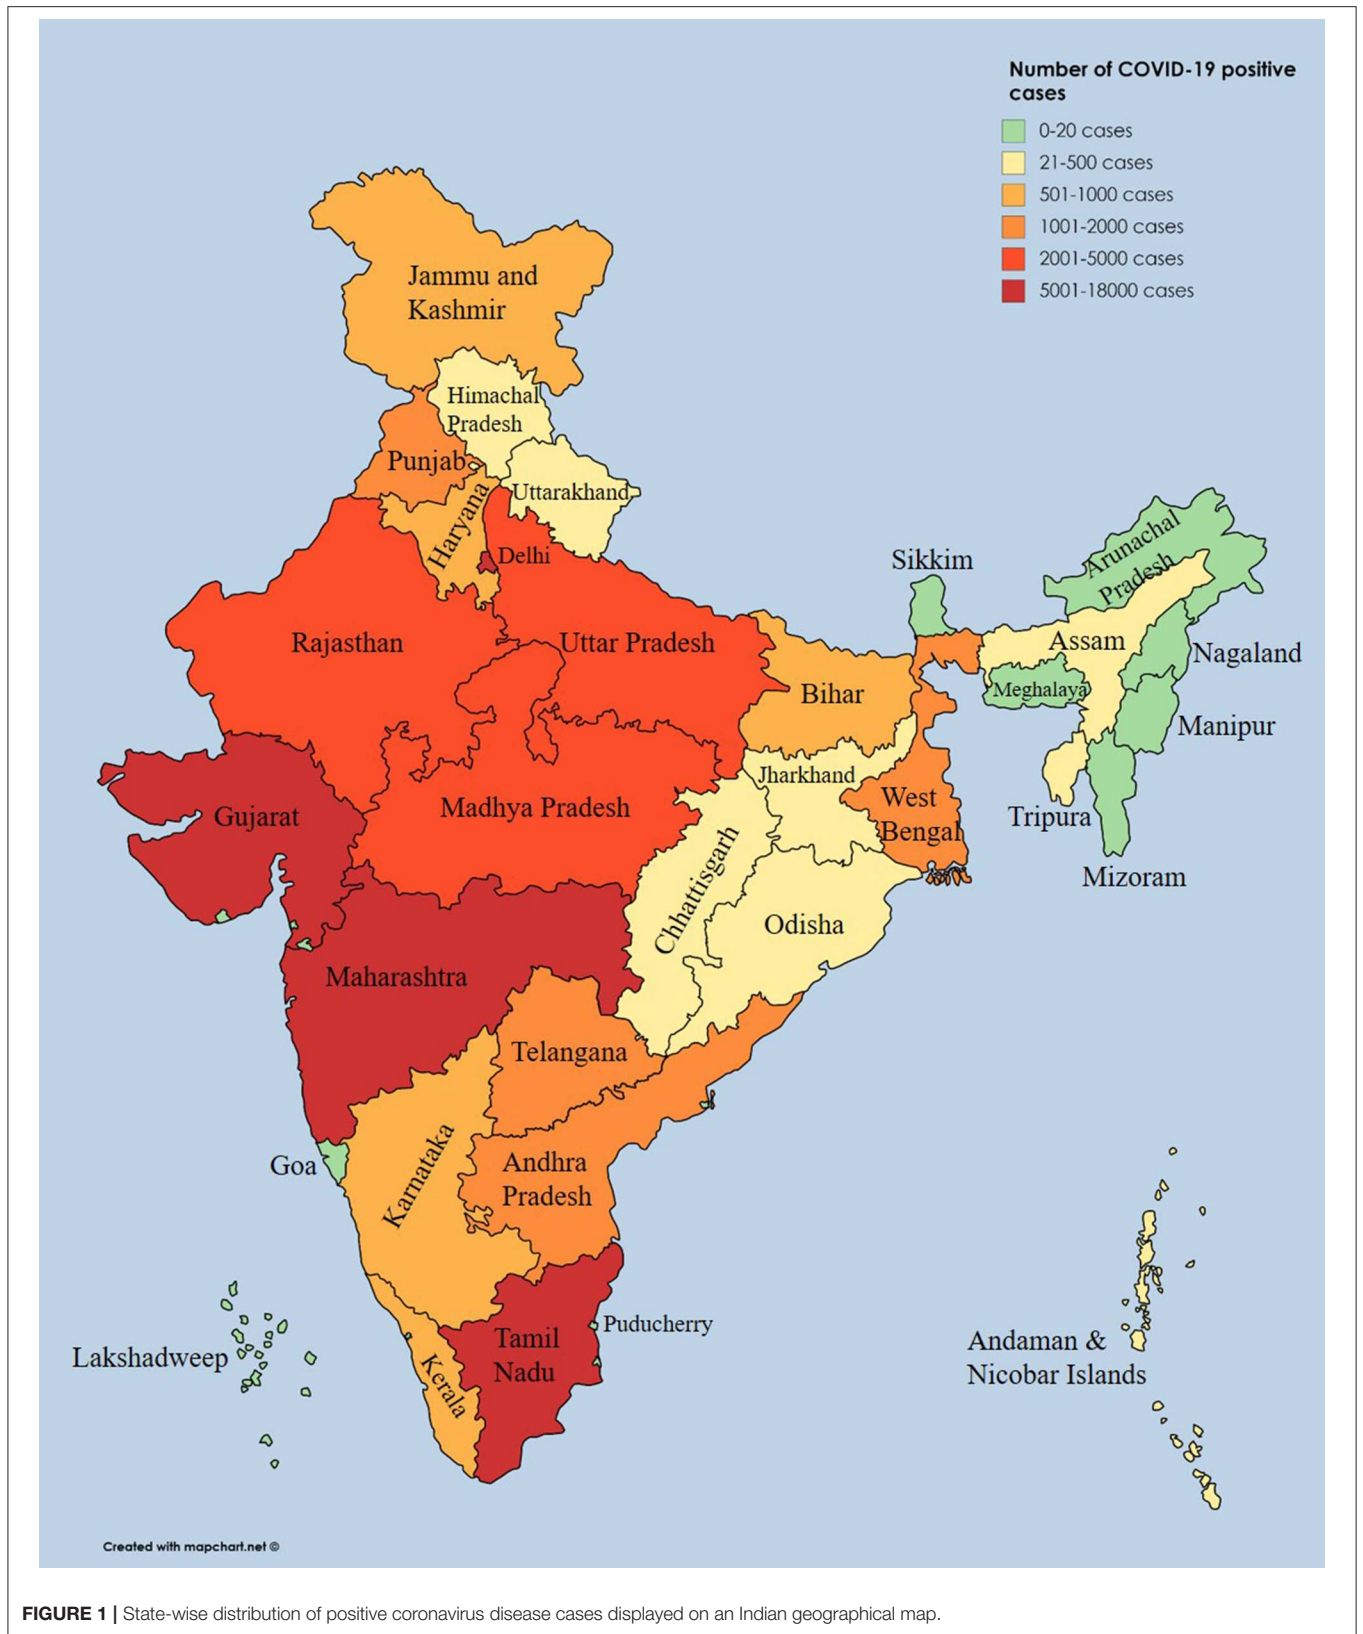 Number of COVID-19 positive
cases
0-20 cases
21-500 cases
501-1000 cases
1001-2000 cases
2001-5000 cases
5001-18000 cases
Jammu and
Kashmir
Himachal
Pradesh
Punjab
Uttarakhand
Haryana
Delhi
Arunachal
Pradesh
Sikkim
Rajasthan
Uttar Pradesh
Assam
Nagaland
Bihar
Meghalaya
Manipur
Jharkhand
Gujarat
Madhya Pradesh
West
Bengal
Tripura
Mizoram
Chhattisgarh
Odisha
Maharashtra
Telangana
Goa
Karnataka
Andhra
Pradesh
Puducherry
Lakshadweep
Tamil
Nadu
Kerala
Andaman &
Nicobar Islands
Created with mapchart.net ©
FIGURE 1 | State-wise distribution of positive coronavirus disease cases displayed on an Indian geographical map.